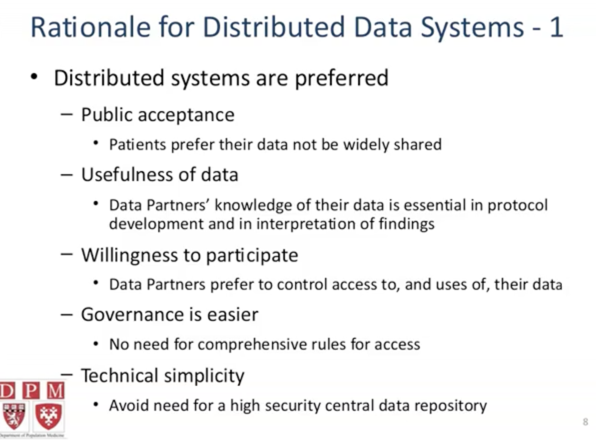 Rationale for Distributed Data Systems - 1
• Distributed systems are preferred
– Public acceptance
• Patients prefer their data not be widely shared
– Usefulness of data
• Data Partners’ knowledge of their data is essential in protocol
development and in interpretation of findings
– Willingness to participate
• Data Partners prefer to control access to, and uses of, their data
– Governance is easier
• No need for comprehensive rules for access
– Technical simplicity
• Avoid need for a high security central data repository
D P M
Department of Population Medicine
8